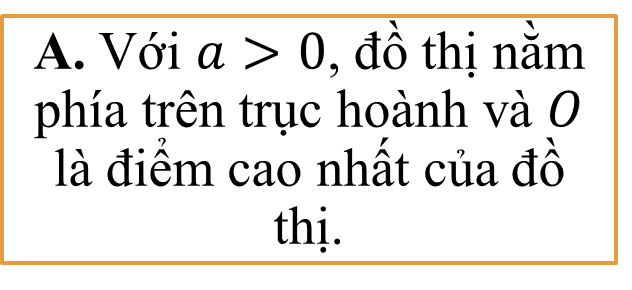 A. Với a > 0, đồ thị nằm
phía trên trục hoành và O
là điểm cao nhất của đồ
thị.